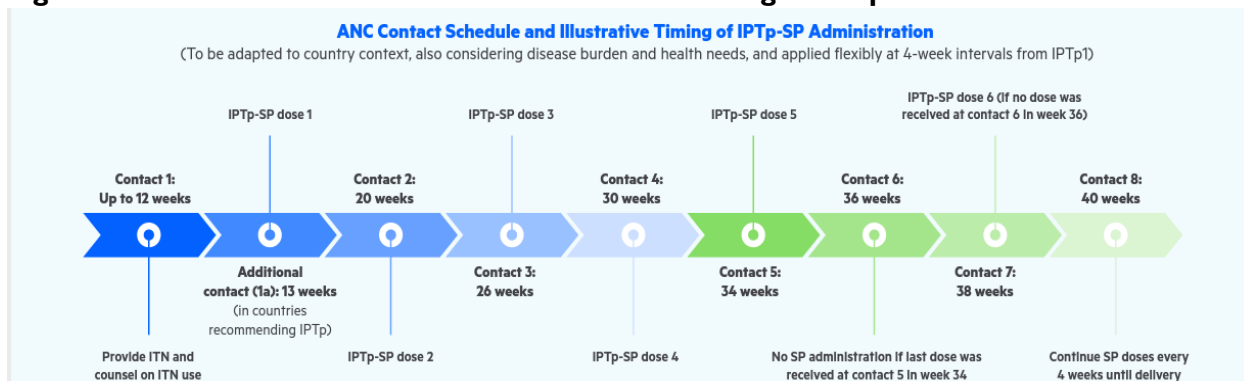 ANC Contact Schedule and Illustrative Timing of IPTp-SP Administration
(To be adapted to country context, also considering disease burden and health needs, and applied flexibly at 4-week intervals from IPTp1)
IPTp-SP dose 1
IPTp-SP dose 3
IPTp-SP dose 5
IPTp-SP dose 6 (if no dose was
received at contact 6 in week 36)
Contact 1:
Up to 12 weeks
Contact 2:
20 weeks
Contact 4:
30 weeks
Contact 6:
36 weeks
Contact 8:
40 weeks
Additional
contact (1a): 13 weeks
(in countries
recommending IPTp)
Contact 3:
26 weeks
Contact 5:
34 weeks
Contact 7:
38 weeks
Provide ITN and
counsel on ITN use
IPTp-SP dose 2
IPTp-SP dose 4
No SP administration if last dose was
received at contact 5 in week 34
Continue SP doses every
4 weeks until delivery